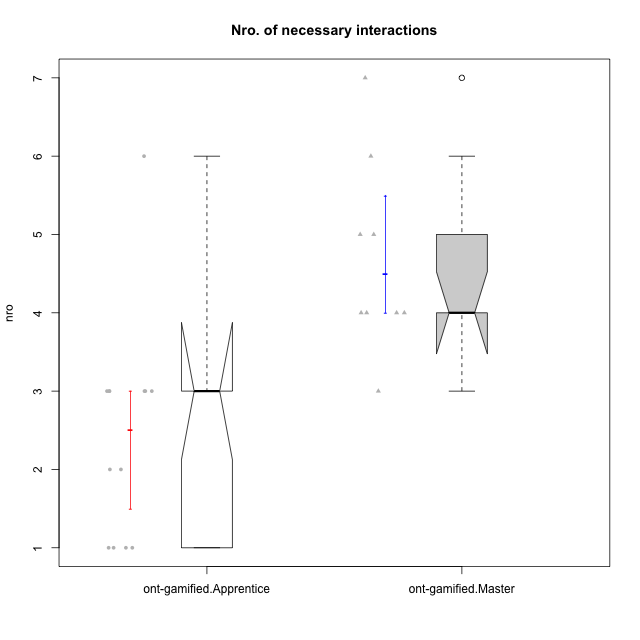 Nro. of necessary interactions
7
6
5
4
3
2
1
nro
ont-gamified.Apprentice
ont-gamified.Master